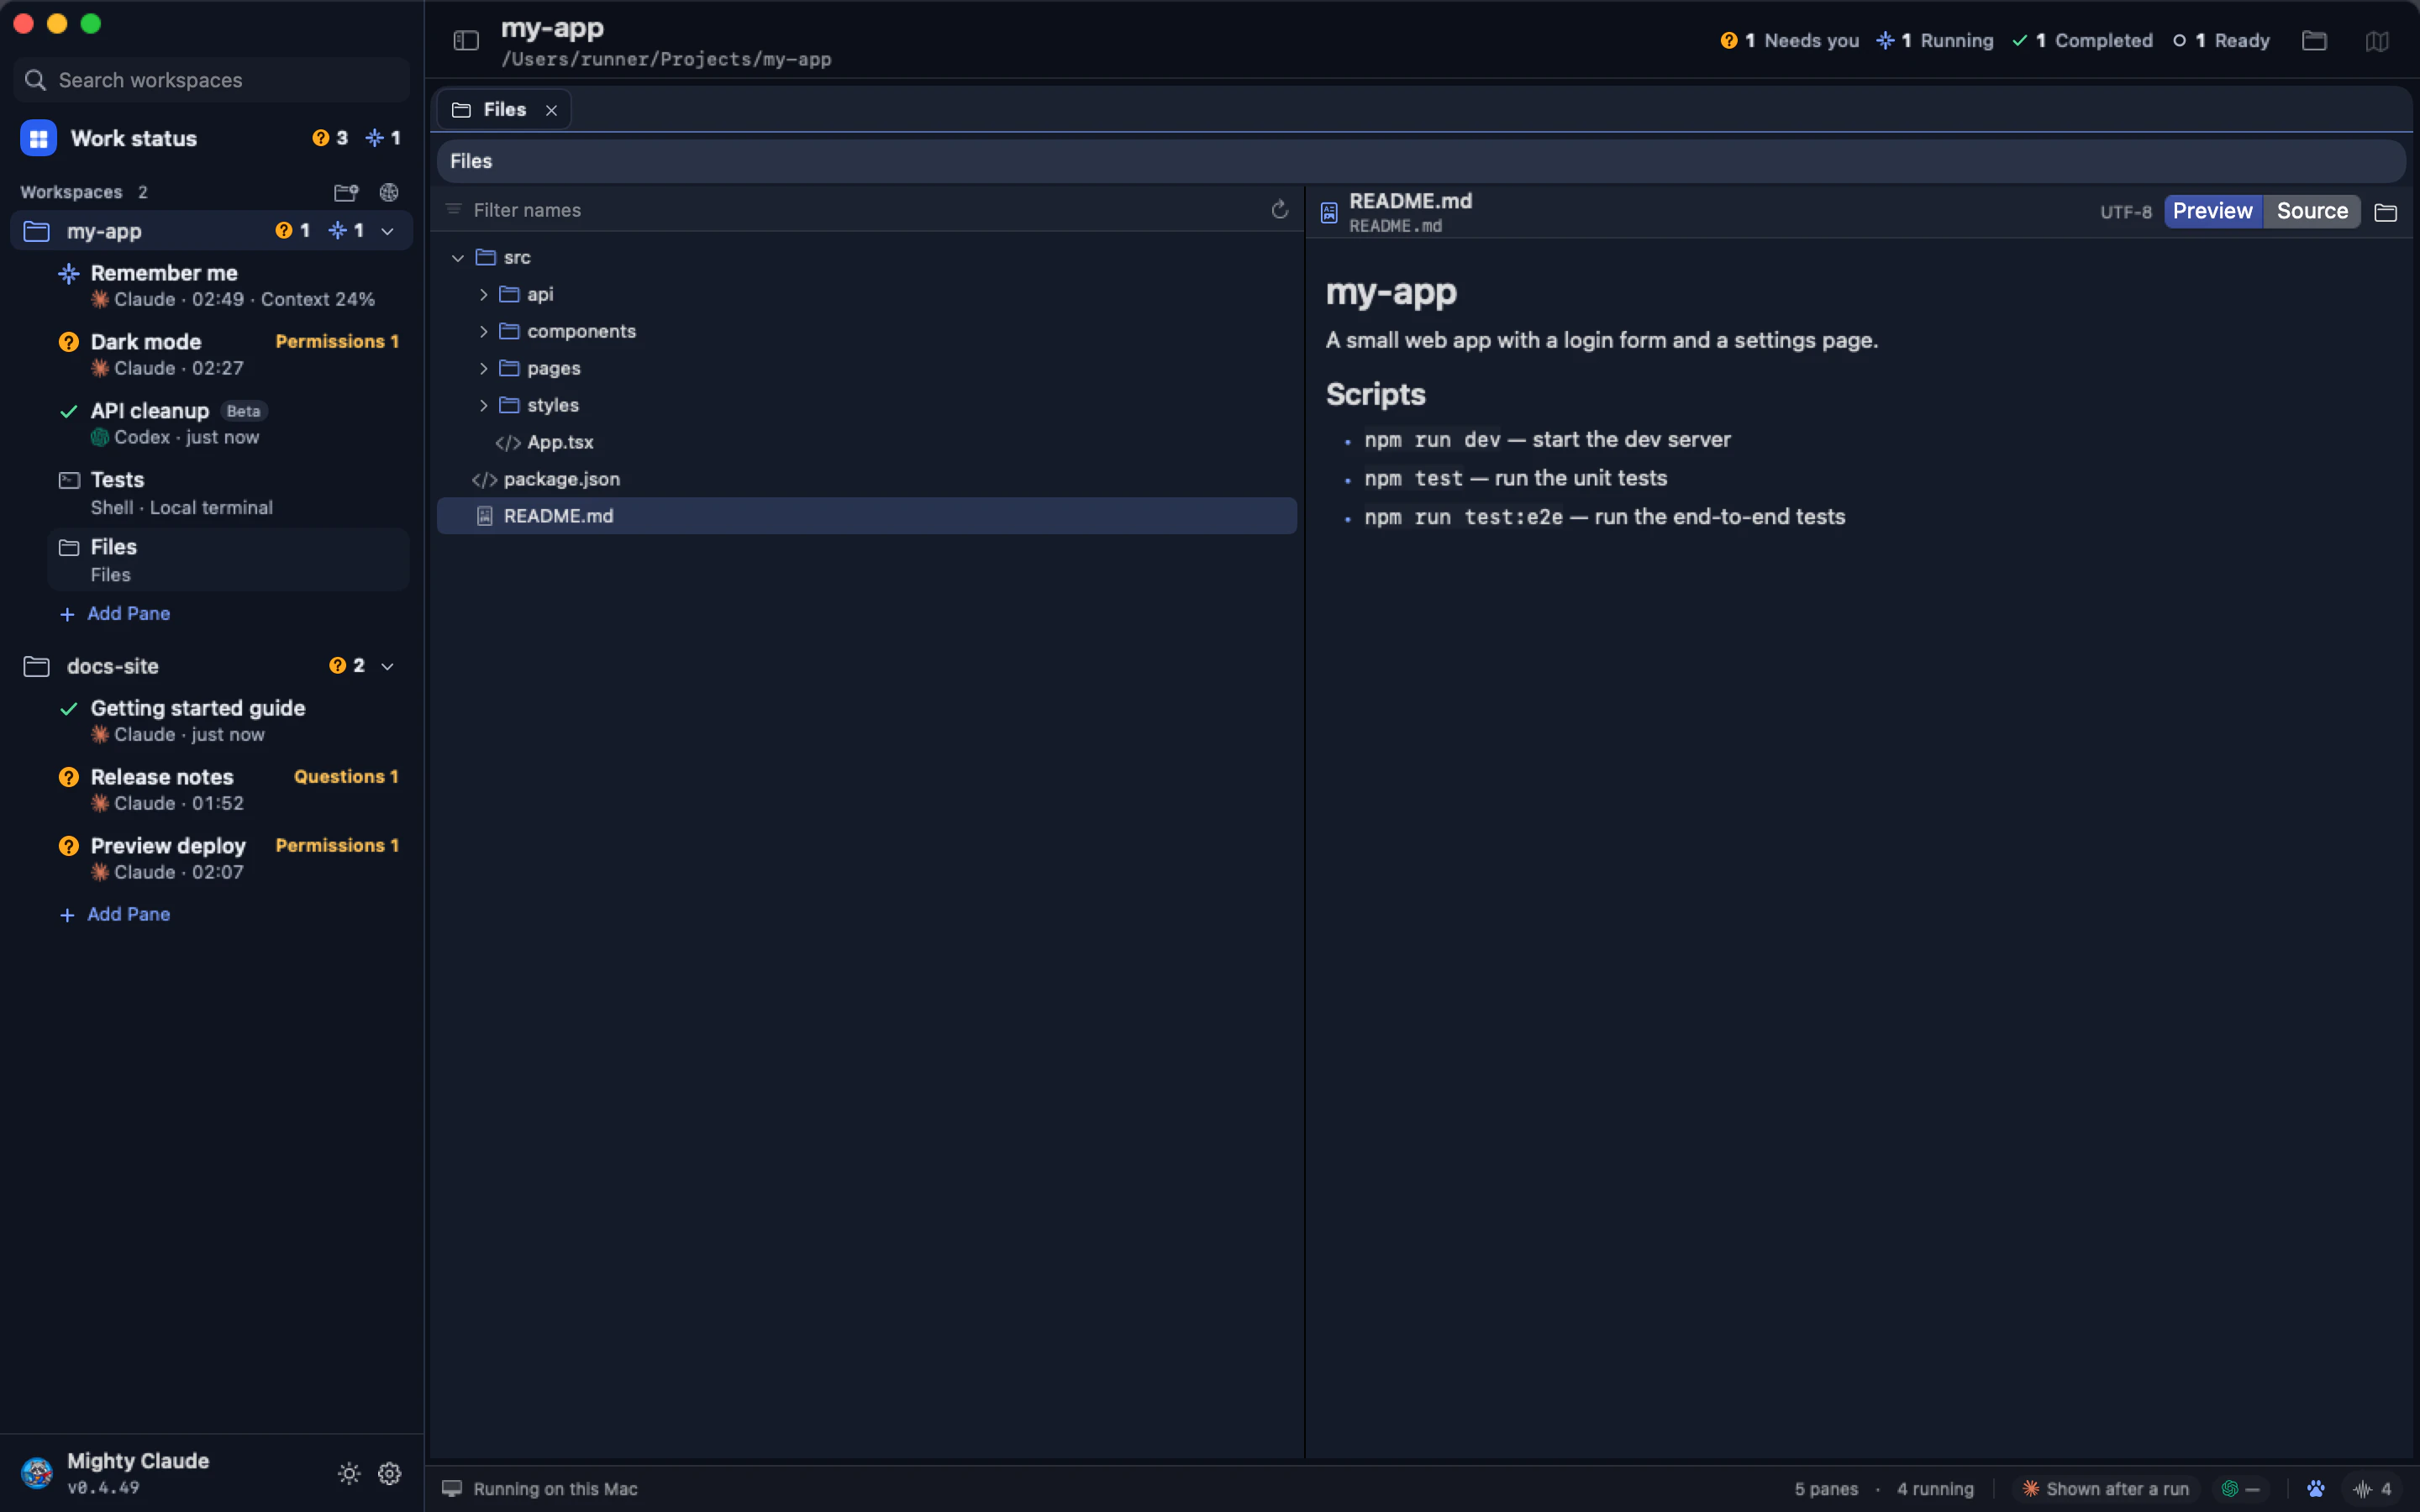 my-app
/Users/runner/Projects/my-app
1 Needs you 1 Running 1 Completed 1 Ready
Search workspaces
Work status 3 1
Workspaces 2
my-app 1 1
Remember me
Claude · 02:49 · Context 24%
Dark mode Permissions 1
Claude · 02:27
API cleanup Beta
Codex · just now
Tests
Shell · Local terminal
Files
Files
+ Add Pane
docs-site 2
Getting started guide
Claude · just now
Release notes Questions 1
Claude · 01:52
Preview deploy Permissions 1
Claude · 02:07
+ Add Pane
Mighty Claude
v0.4.49
Files
Files
Filter names
src
api
components
pages
styles
App.tsx
package.json
README.md
README.md
README.md
UTF-8 Preview Source
my-app
A small web app with a login form and a settings page.
Scripts
• npm run dev — start the dev server
• npm test — run the unit tests
• npm run test:e2e — run the end-to-end tests
Running on this Mac
5 panes · 4 running Shown after a run — 4